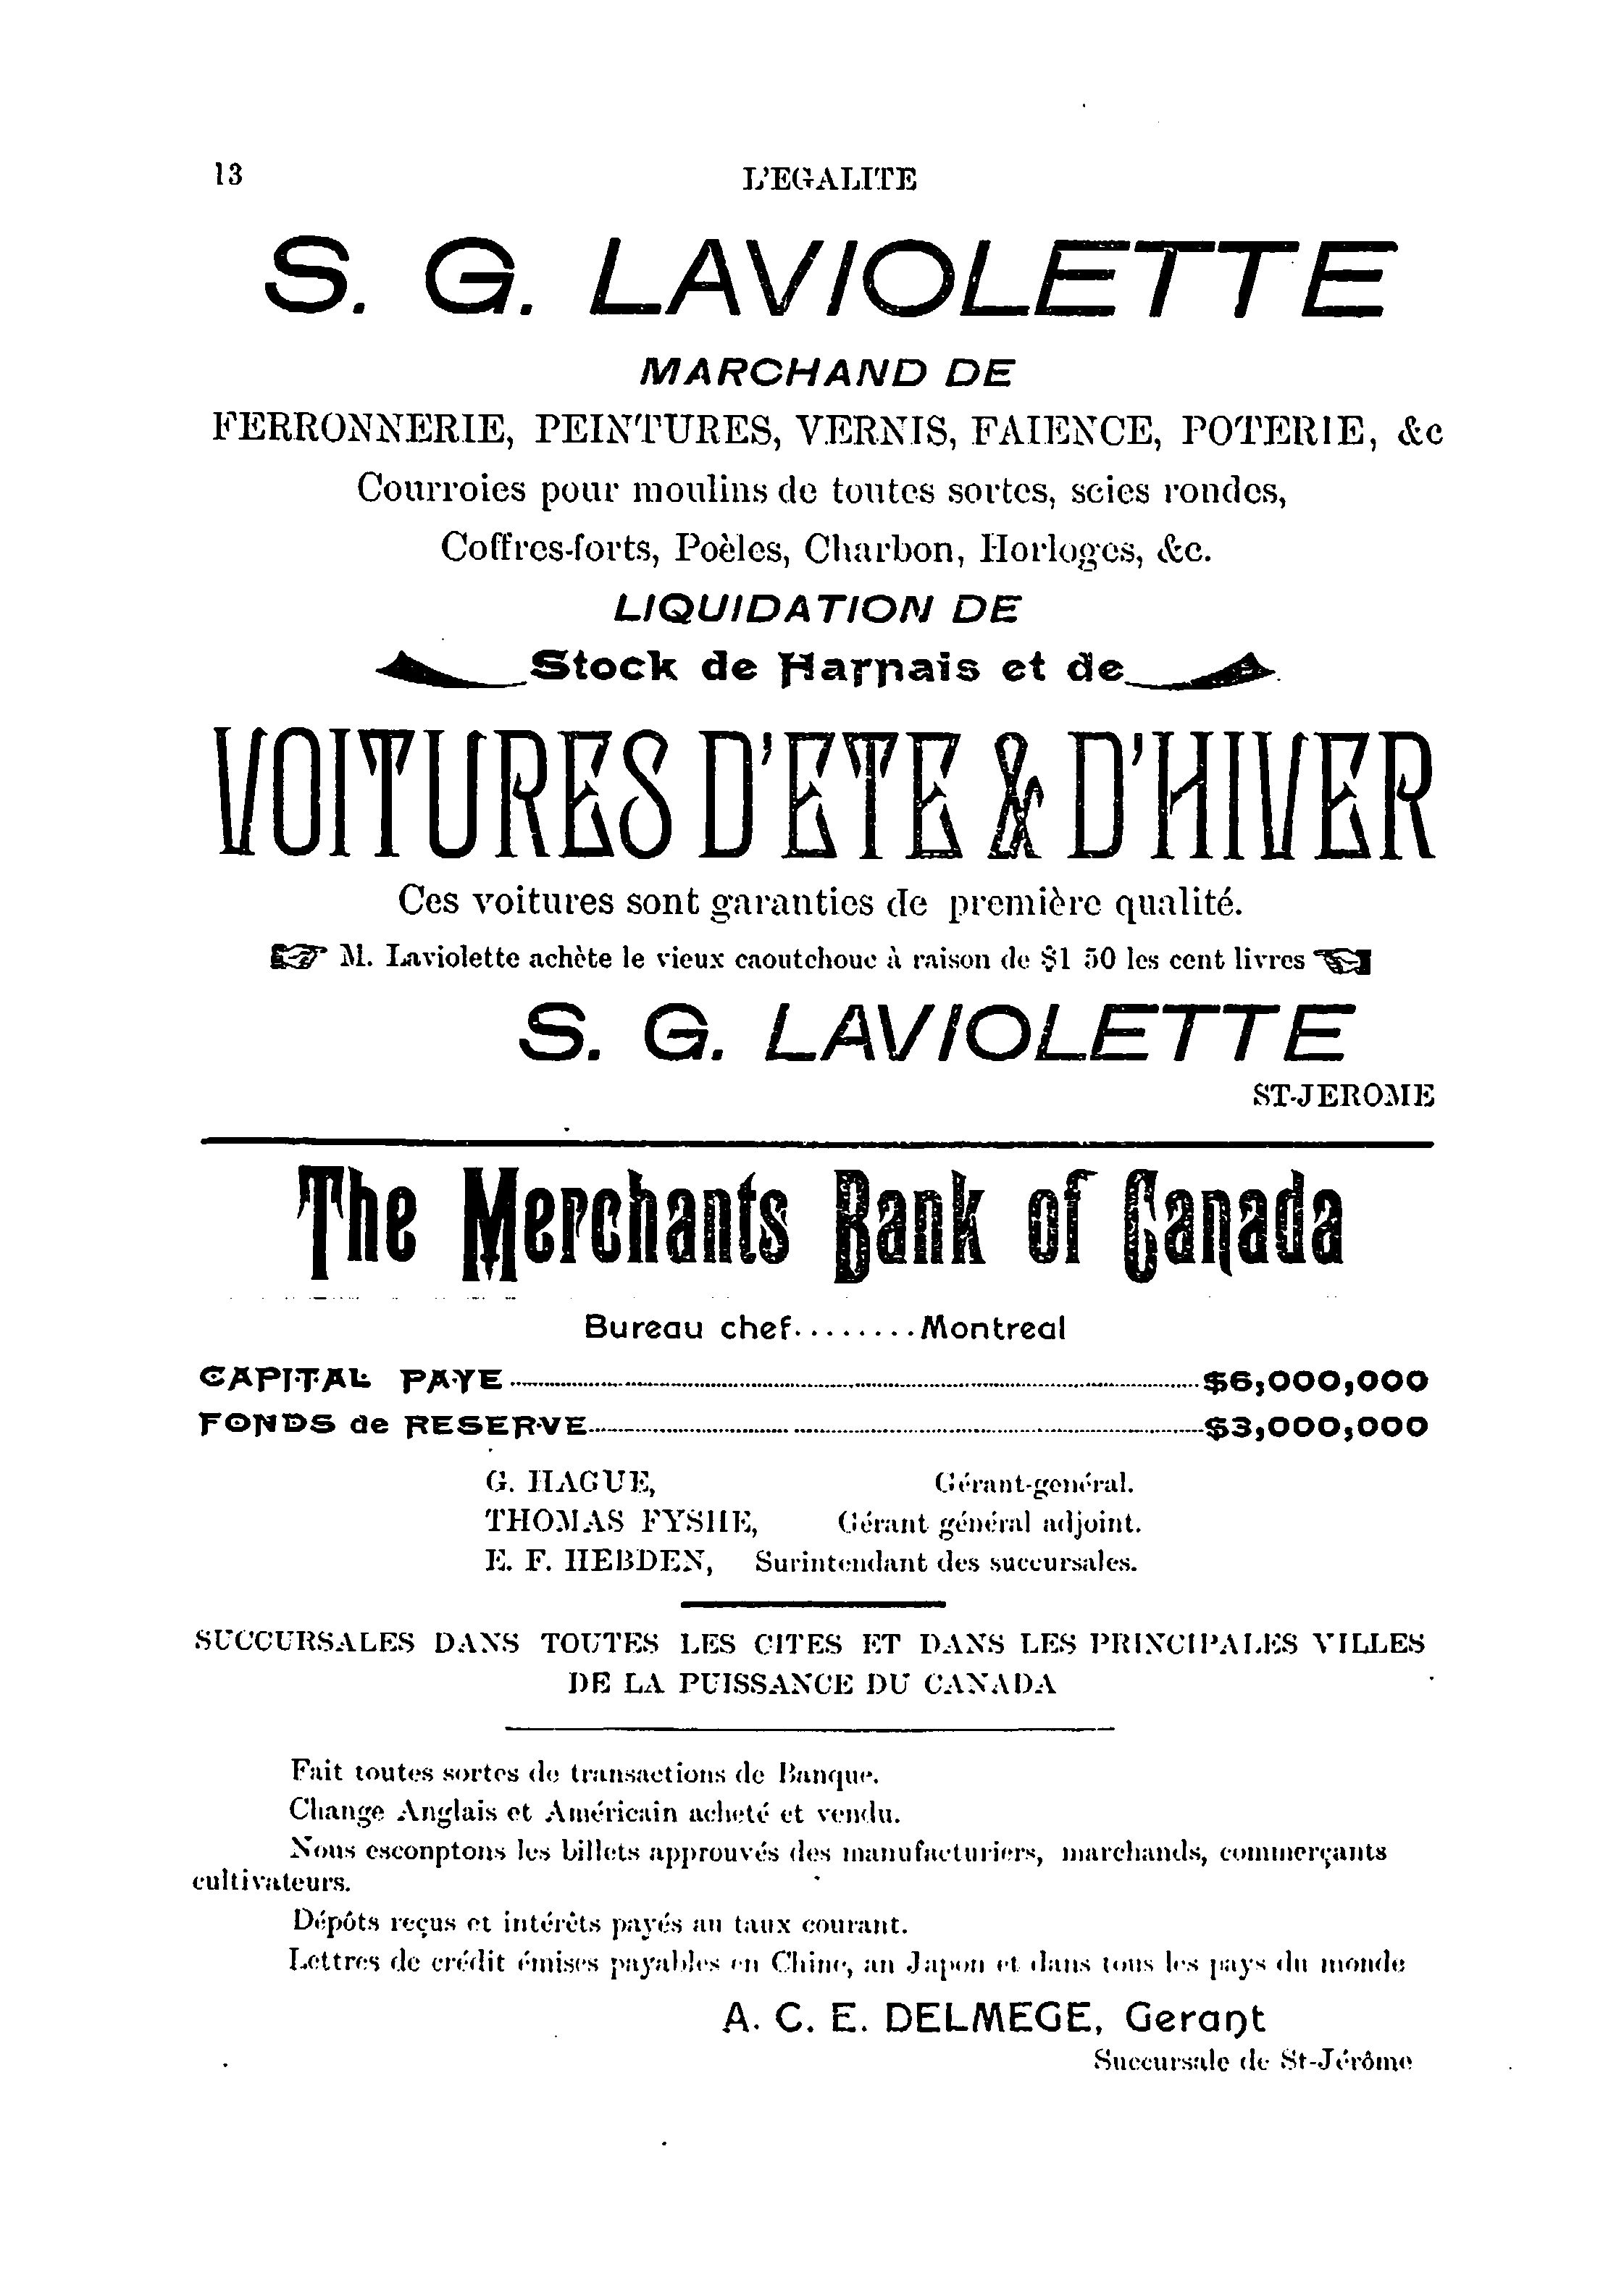 13
L'EGALITE
S. G. LAVIOLETTE
MARCHAND DE
FERRONNERIE, PEINTURES, VERNIS, FAIENCE, POTERIE, &c
Courroies pour moulins de toutes sortes, scies rondes,
Coffres-forts, Poèles, Charbon, Horloges, &c.
LIQUIDATION DE
Stock de Harnais et de
VOITURES D'ETE & D'HIVER
Ces voitures sont garanties de première qualité.
☞ M. Laviolette achète le vieux caoutchouc à raison de $1 50 les cent livres ☜
S. G. LAVIOLETTE
ST-JEROME
The Merchants Bank of Canada
Bureau chef........Montreal
CAPITAL PAYE ........ $6,000,000
FONDS de RESERVE ........ $3,000,000
G. HAGUE, Gérant-général.
THOMAS FYSHE, Gérant général adjoint.
E. F. HEBDEN, Surintendant des succursales.
SUCCURSALES DANS TOUTES LES CITES ET DANS LES PRINCIPALES VILLES
DE LA PUISSANCE DU CANADA
Fait toutes sortes de transactions de Banque.
Change Anglais et Américain acheté et vendu.
Nous esconptons les billets approuvés des manufacturiers, marchands, commerçants
cultivateurs.
Dépôts reçus et intérêts payés au taux courant.
Lettres de crédit émises payables en Chine, au Japon et dans tous les pays du monde
A. C. E. DELMEGE, Gerant
Succursale de St-Jérôme